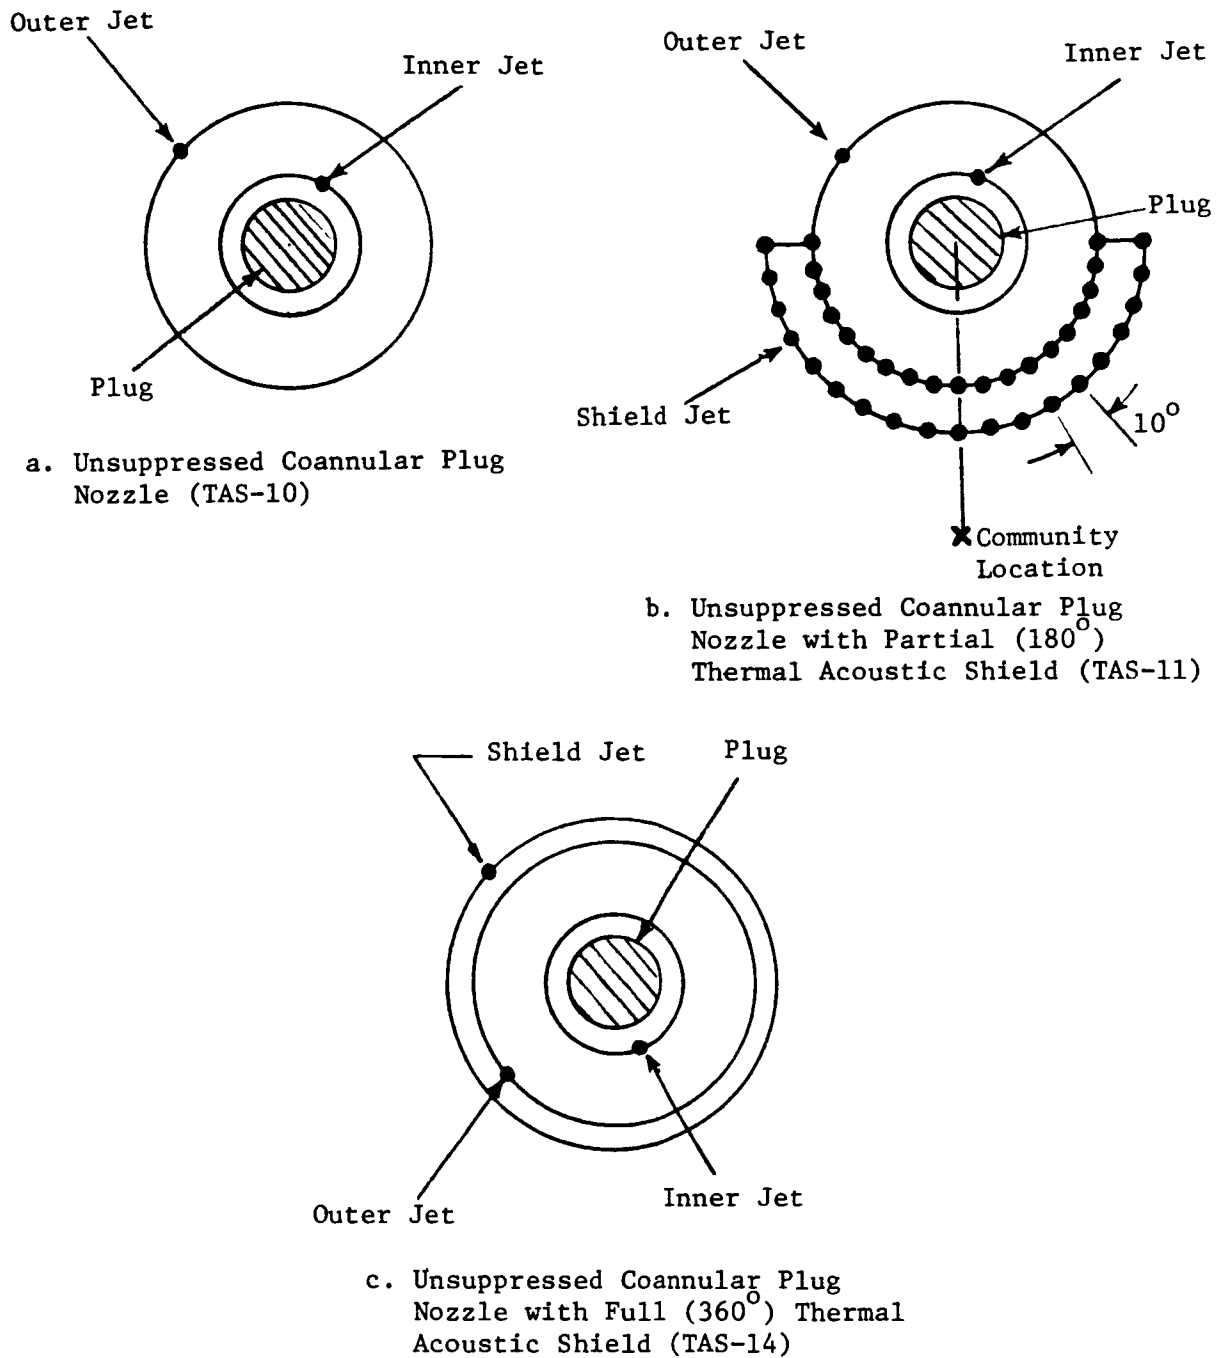 Outer Jet
Inner Jet
Plug
a. Unsuppressed Coannular Plug
Nozzle (TAS-10)
Outer Jet
Inner Jet
Plug
Shield Jet
10°
Community
Location
b. Unsuppressed Coannular Plug
Nozzle with Partial (180°)
Thermal Acoustic Shield (TAS-11)
Shield Jet
Plug
Outer Jet
Inner Jet
c. Unsuppressed Coannular Plug
Nozzle with Full (360°) Thermal
Acoustic Shield (TAS-14)